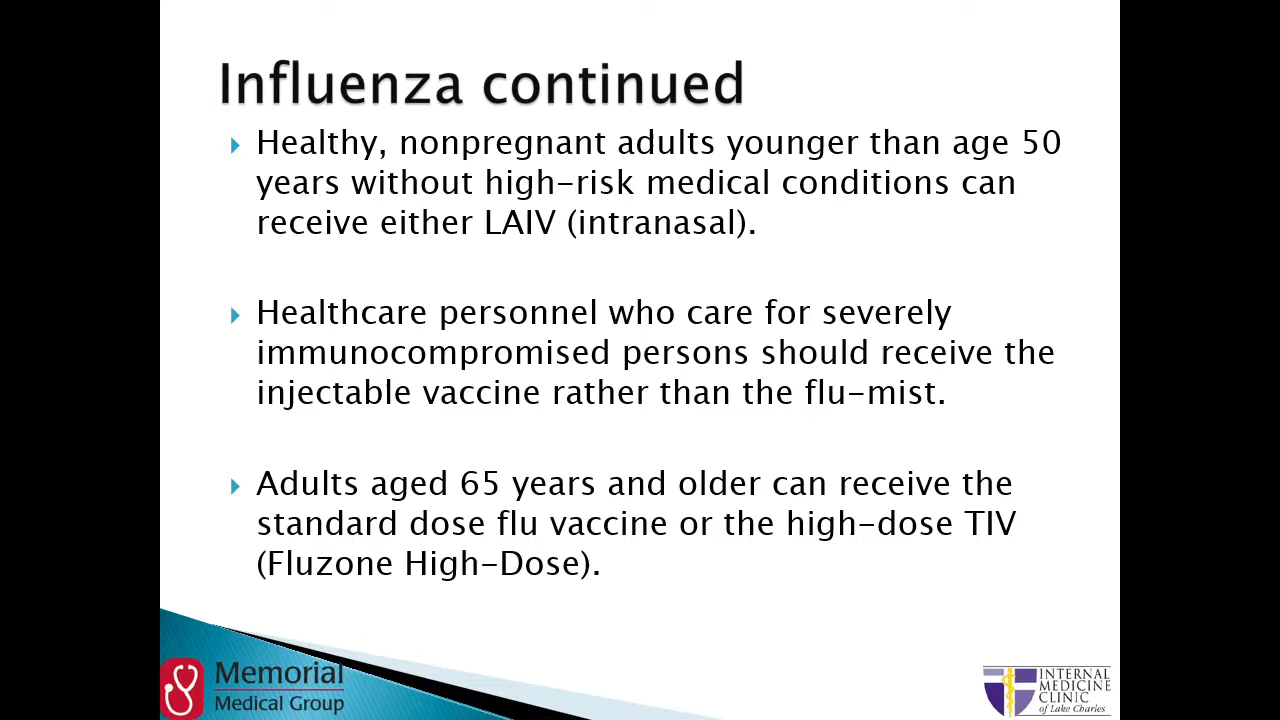 Influenza continued
Healthy, nonpregnant adults younger than age 50
years without high-risk medical conditions can
receive either LAIV (intranasal).
Healthcare personnel who care for severely
immunocompromised persons should receive the
injectable vaccine rather than the flu-mist.
Adults aged 65 years and older can receive the
standard dose flu vaccine or the high-dose TIV
(Fluzone High-Dose).
Memorial
Medical Group
INTERNAL
MEDICINE
CLINIC
of Lake Charles